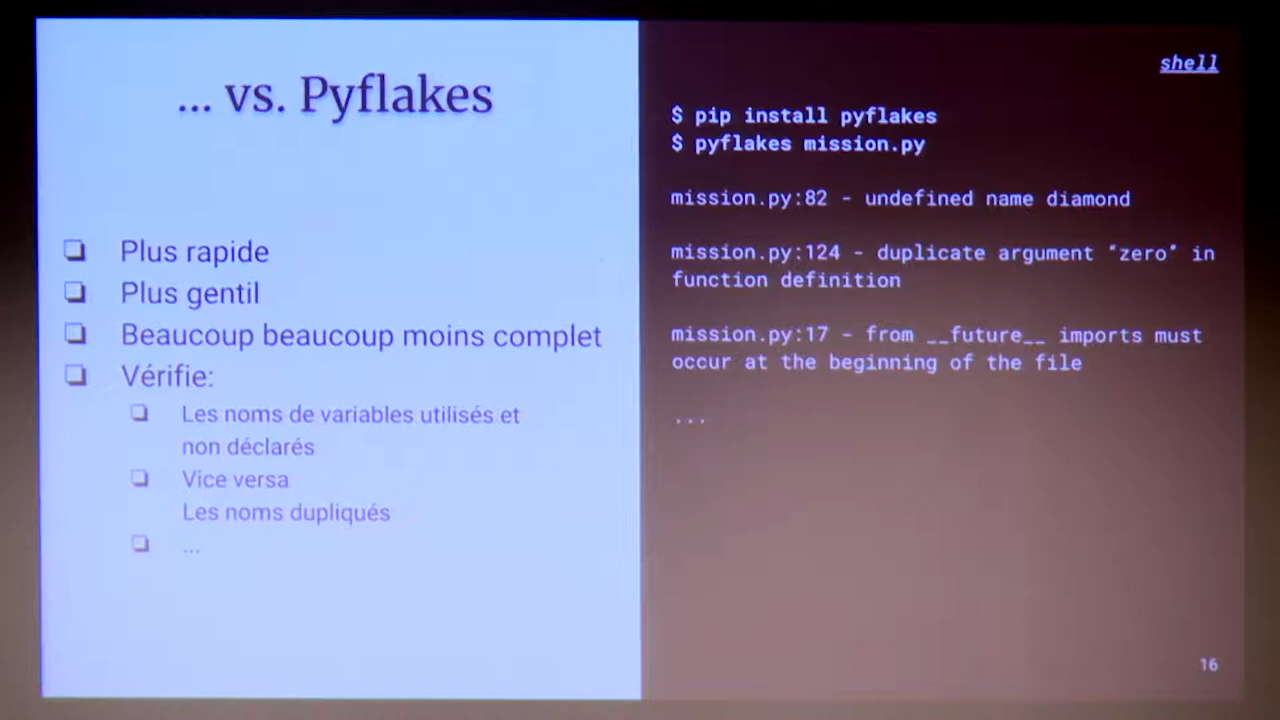 ... vs. Pyflakes
❏ Plus rapide
❏ Plus gentil
❏ Beaucoup beaucoup moins complet
❏ Vérifie:
❏ Les noms de variables utilisés et
non déclarés
❏ Vice versa
Les noms dupliqués
❏ ...
shell
$ pip install pyflakes
$ pyflakes mission.py
mission.py:82 - undefined name diamond
mission.py:124 - duplicate argument “zero” in
function definition
mission.py:17 - from __future__ imports must
occur at the beginning of the file
...
16